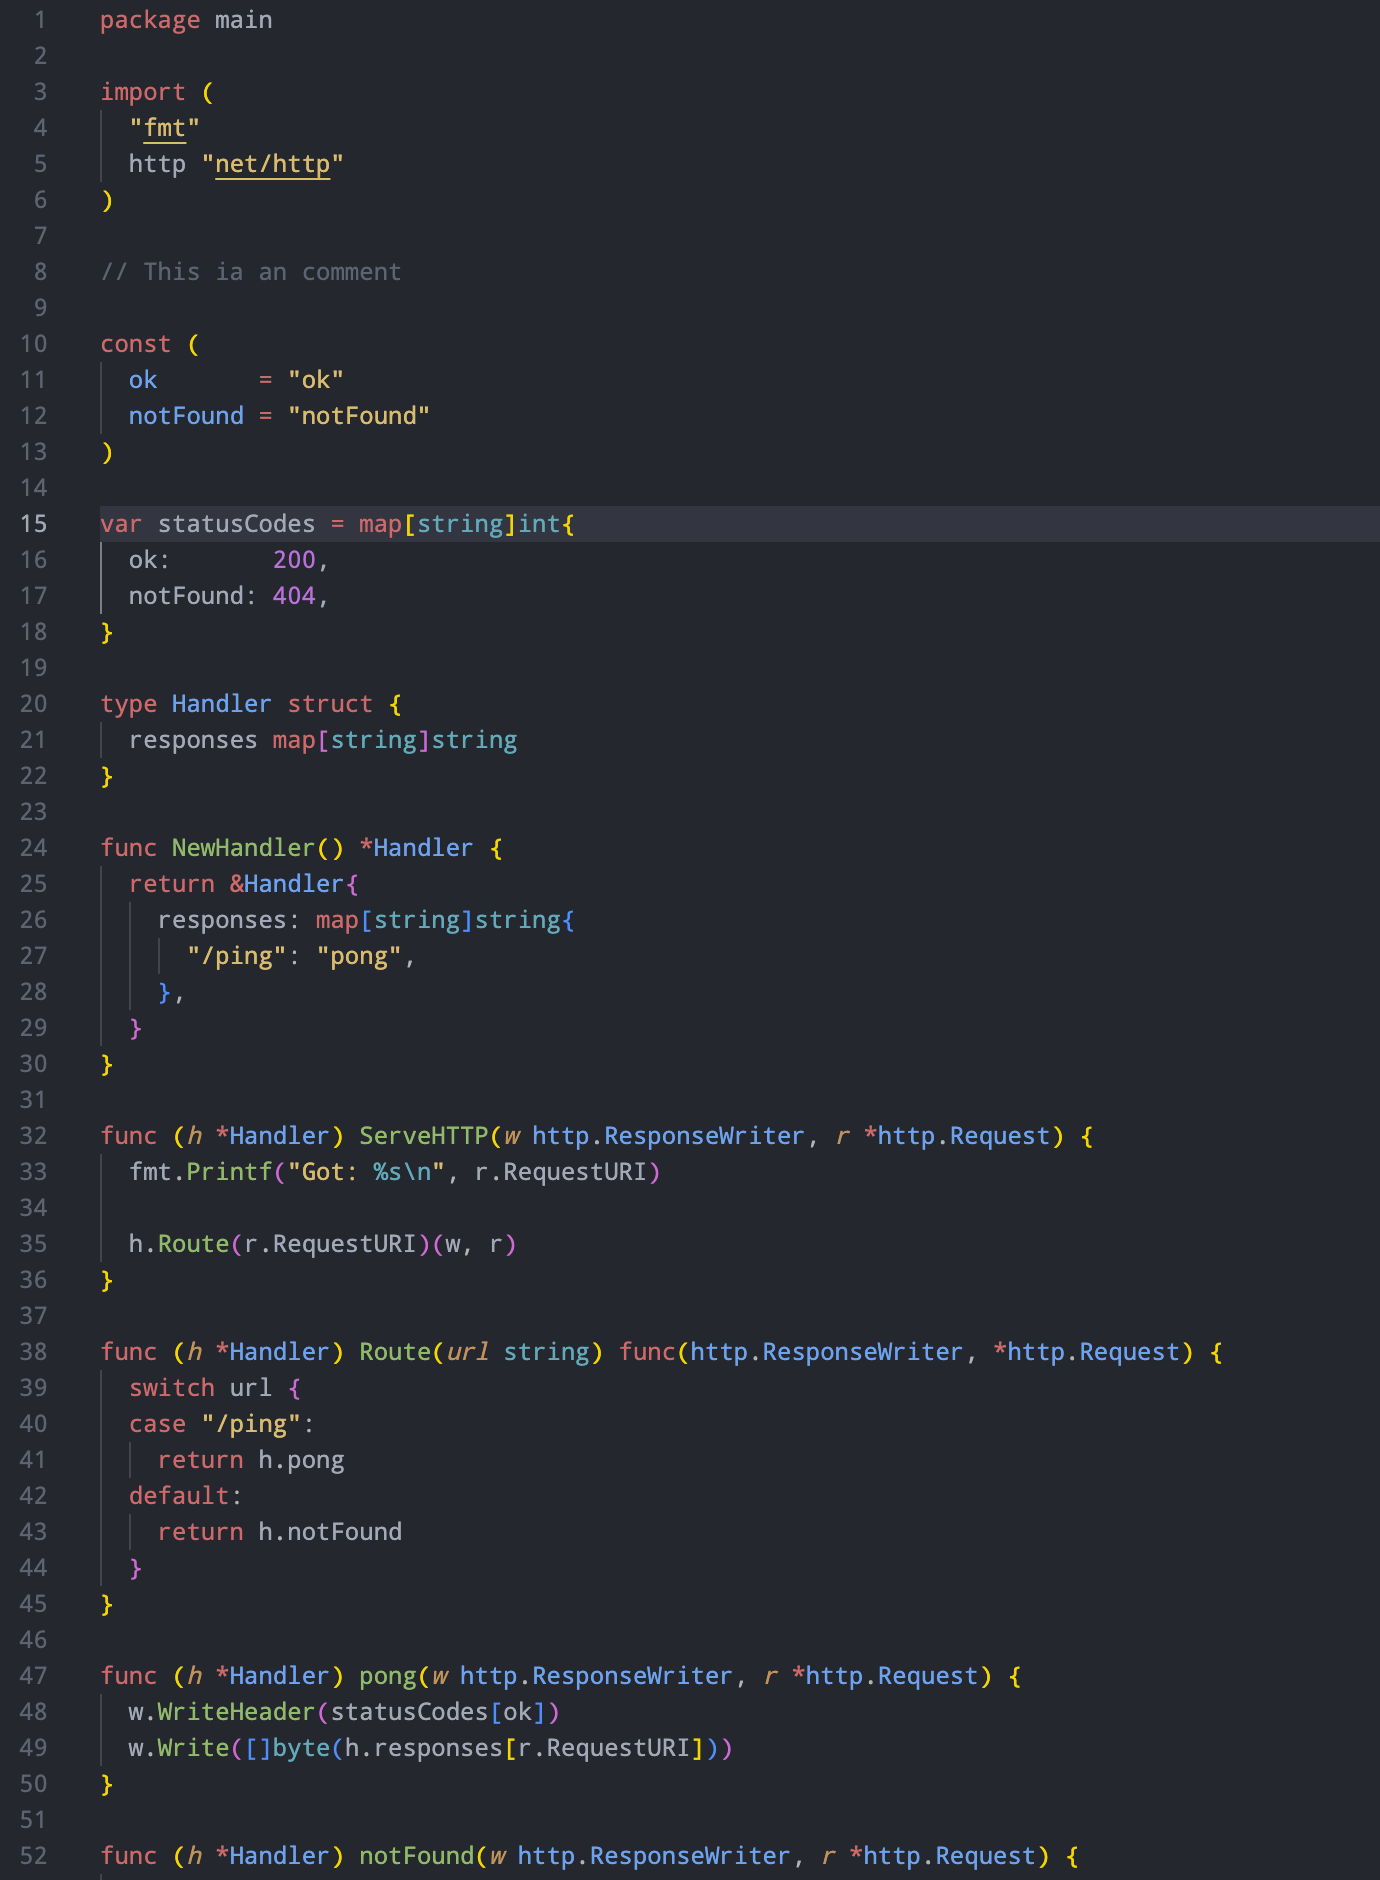 1 package main
2
3 import (
4   "fmt"
5   http "net/http"
6 )
7
8 // This ia an comment
9
10 const (
11   ok       = "ok"
12   notFound = "notFound"
13 )
14
15 var statusCodes = map[string]int{
16   ok:       200,
17   notFound: 404,
18 }
19
20 type Handler struct {
21   responses map[string]string
22 }
23
24 func NewHandler() *Handler {
25   return &Handler{
26     responses: map[string]string{
27       "/ping": "pong",
28     },
29   }
30 }
31
32 func (h *Handler) ServeHTTP(w http.ResponseWriter, r *http.Request) {
33   fmt.Printf("Got: %s\n", r.RequestURI)
34
35   h.Route(r.RequestURI)(w, r)
36 }
37
38 func (h *Handler) Route(url string) func(http.ResponseWriter, *http.Request) {
39   switch url {
40   case "/ping":
41     return h.pong
42   default:
43     return h.notFound
44   }
45 }
46
47 func (h *Handler) pong(w http.ResponseWriter, r *http.Request) {
48   w.WriteHeader(statusCodes[ok])
49   w.Write([]byte(h.responses[r.RequestURI]))
50 }
51
52 func (h *Handler) notFound(w http.ResponseWriter, r *http.Request) {